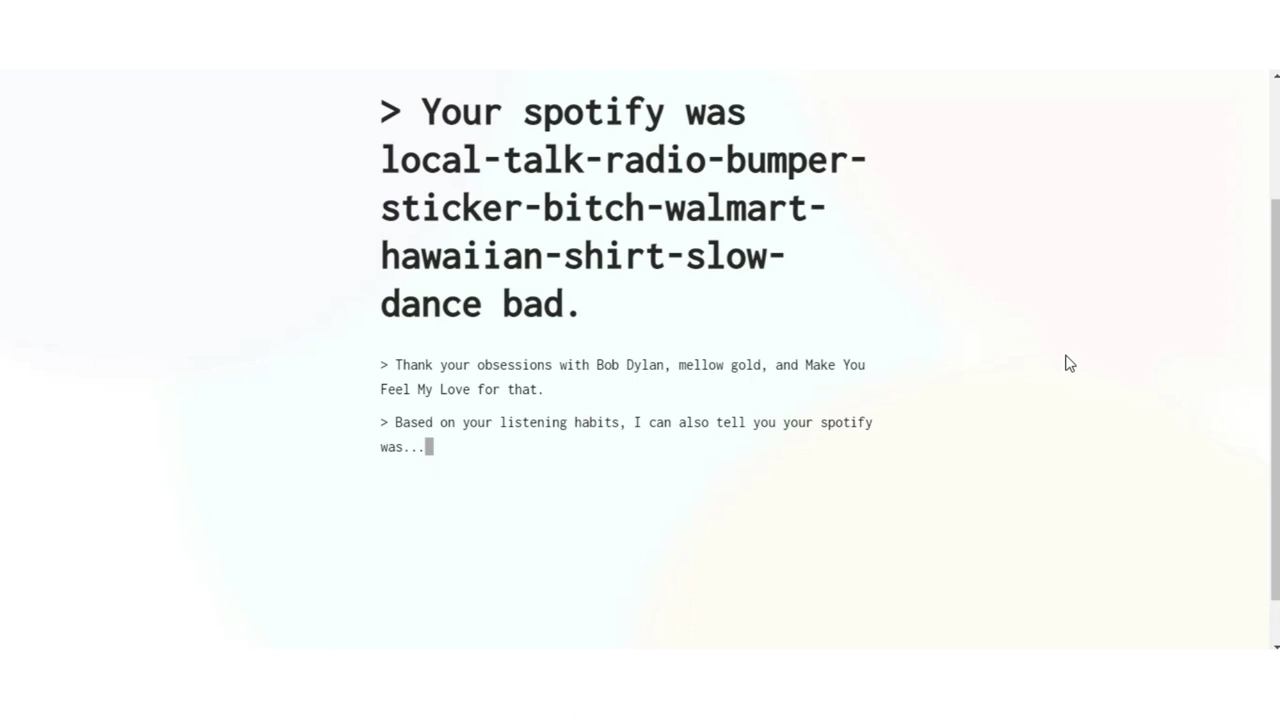 > Your spotify was
local-talk-radio-bumper-
sticker-bitch-walmart-
hawaiian-shirt-slow-
dance bad.
> Thank your obsessions with Bob Dylan, mellow gold, and Make You
Feel My Love for that.
> Based on your listening habits, I can also tell you your spotify
was...